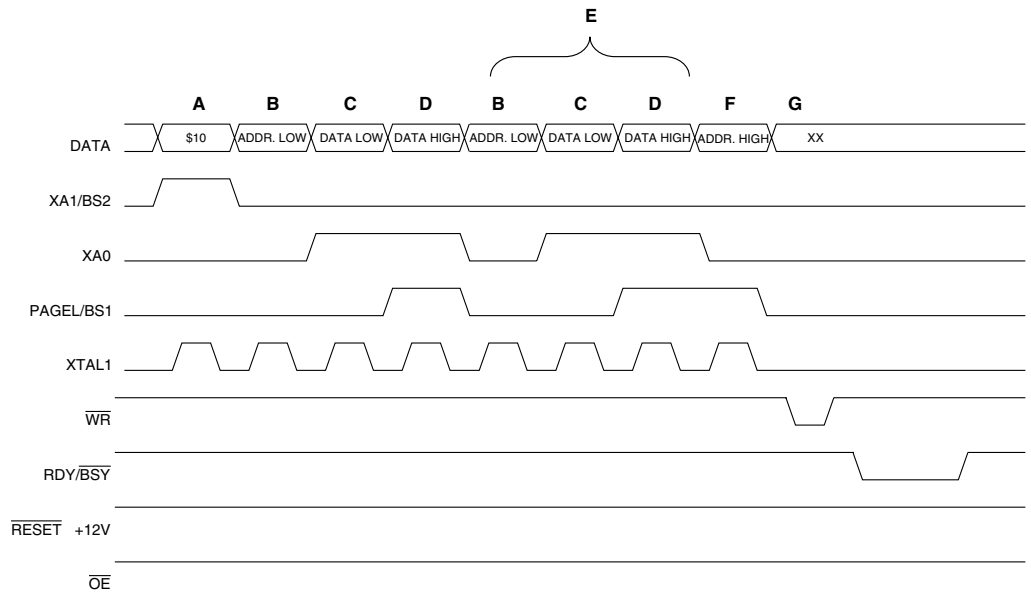 E
A B C D B C D F G
DATA $10 ADDR. LOW DATA LOW DATA HIGH ADDR. LOW DATA LOW DATA HIGH ADDR. HIGH XX
XA1/BS2
XA0
PAGEL/BS1
XTAL1
WR
RDY/BSY
RESET +12V
OE